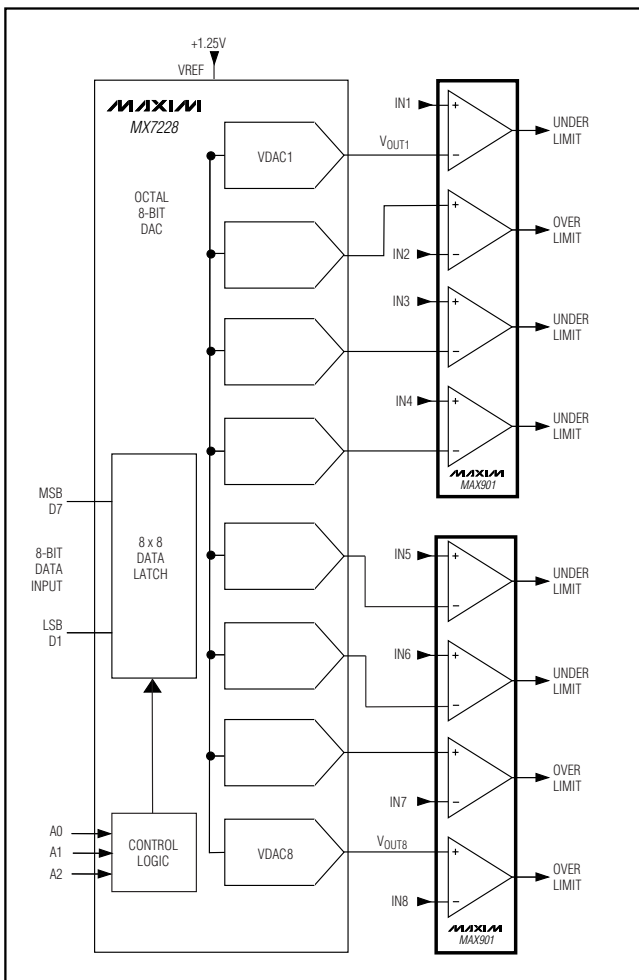 +1.25V
VREF
MAXIM
MX7228
OCTAL
8-BIT
DAC
MSB
D7
8-BIT
DATA
INPUT
LSB
D1
8 x 8
DATA
LATCH
A0
A1
A2
CONTROL
LOGIC
VDAC1
VDAC8
VOUT1
VOUT8
IN1
+
−
UNDER
LIMIT
+
IN2
−
OVER
LIMIT
IN3
+
−
UNDER
LIMIT
IN4
+
−
UNDER
LIMIT
MAXIM
MAX901
IN5
+
−
UNDER
LIMIT
IN6
+
−
UNDER
LIMIT
+
IN7
−
OVER
LIMIT
+
IN8
−
OVER
LIMIT
MAXIM
MAX901